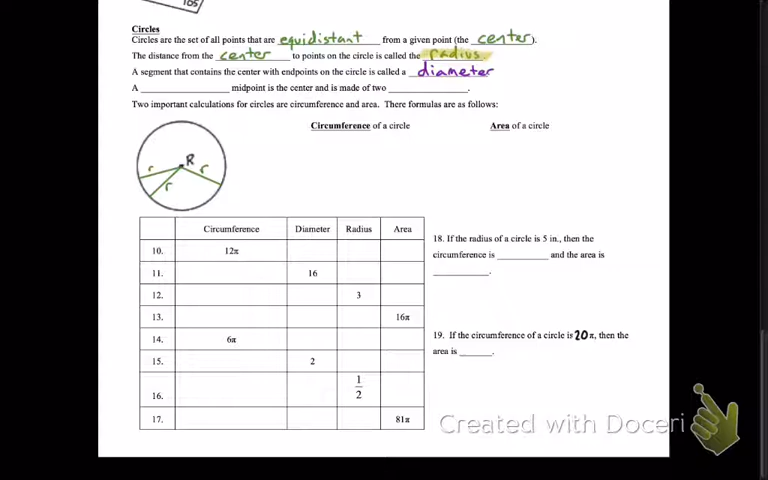 105
Circles
Circles are the set of all points that are equidistant from a given point (the center).
The distance from the center to points on the circle is called the radius.
A segment that contains the center with endpoints on the circle is called a diameter
A ____________ midpoint is the center and is made of two ____________.
Two important calculations for circles are circumference and area. There formulas are as follows:
Circumference of a circle Area of a circle
R
r r
r
Circumference Diameter Radius Area
10. 12π
11. 16
12. 3
13. 16π
14. 6π
15. 2
16. 1/2
17. 81π
18. If the radius of a circle is 5 in., then the
circumference is __________ and the area is
__________.
19. If the circumference of a circle is 20π, then the
area is ______.
Created with Doceri